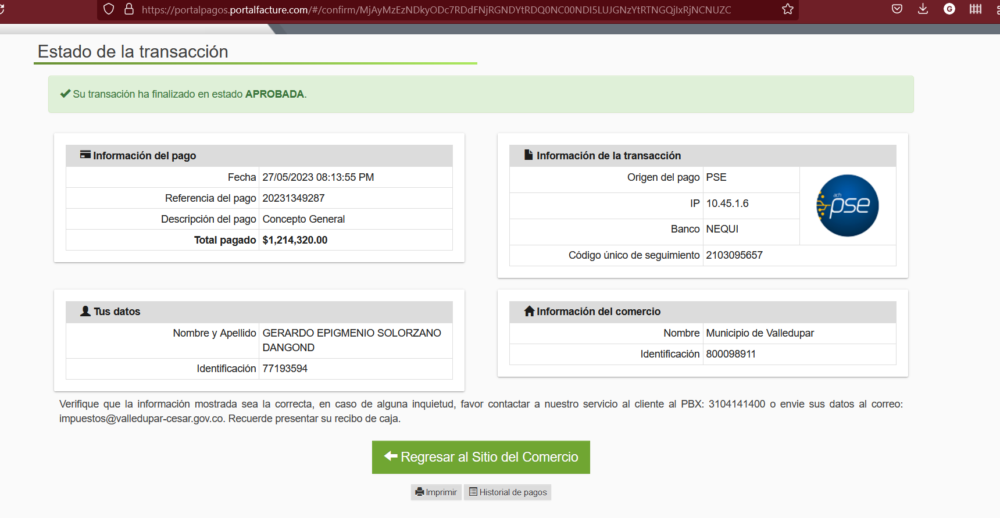 https://portalpagos.portalfacture.com/#/confirm/MjAyMzEzNDkyODc7RDdFNjRGNDYtRDQ0NC00NDI5LUJGNzYtRTNGQjIxRjNCNUZC
G
Estado de la transacción
Su transación ha finalizado en estado APROBADA.
Información del pago
Fecha 27/05/2023 08:13:55 PM
Referencia del pago 20231349287
Descripción del pago Concepto General
Total pagado $1,214,320.00
Información de la transacción
Origen del pago PSE
IP 10.45.1.6
Banco NEQUI
Código único de seguimiento 2103095657
ach
pse
Tus datos
Nombre y Apellido GERARDO EPIGMENIO SOLORZANO
DANGOND
Identificación 77193594
Información del comercio
Nombre Municipio de Valledupar
Identificación 800098911
Verifique que la información mostrada sea la correcta, en caso de alguna inquietud, favor contactar a nuestro servicio al cliente al PBX: 3104141400 o envie sus datos al correo:
impuestos@valledupar-cesar.gov.co. Recuerde presentar su recibo de caja.
Regresar al Sitio del Comercio
Imprimir
Historial de pagos